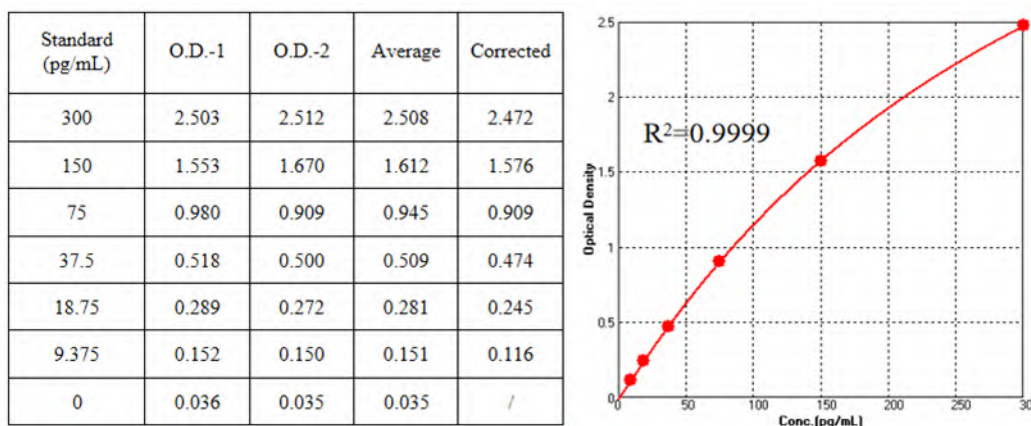 Standard (pg/mL) O.D.-1 O.D.-2 Average Corrected
300 2.503 2.512 2.508 2.472
150 1.553 1.670 1.612 1.576
75 0.980 0.909 0.945 0.909
37.5 0.518 0.500 0.509 0.474
18.75 0.289 0.272 0.281 0.245
9.375 0.152 0.150 0.151 0.116
0 0.036 0.035 0.035 /
2.5
2
R²=0.9999
1.5
Optical Density
1
0.5
0
0 50 100 150 200 250 30
Conc.(pg/mL)